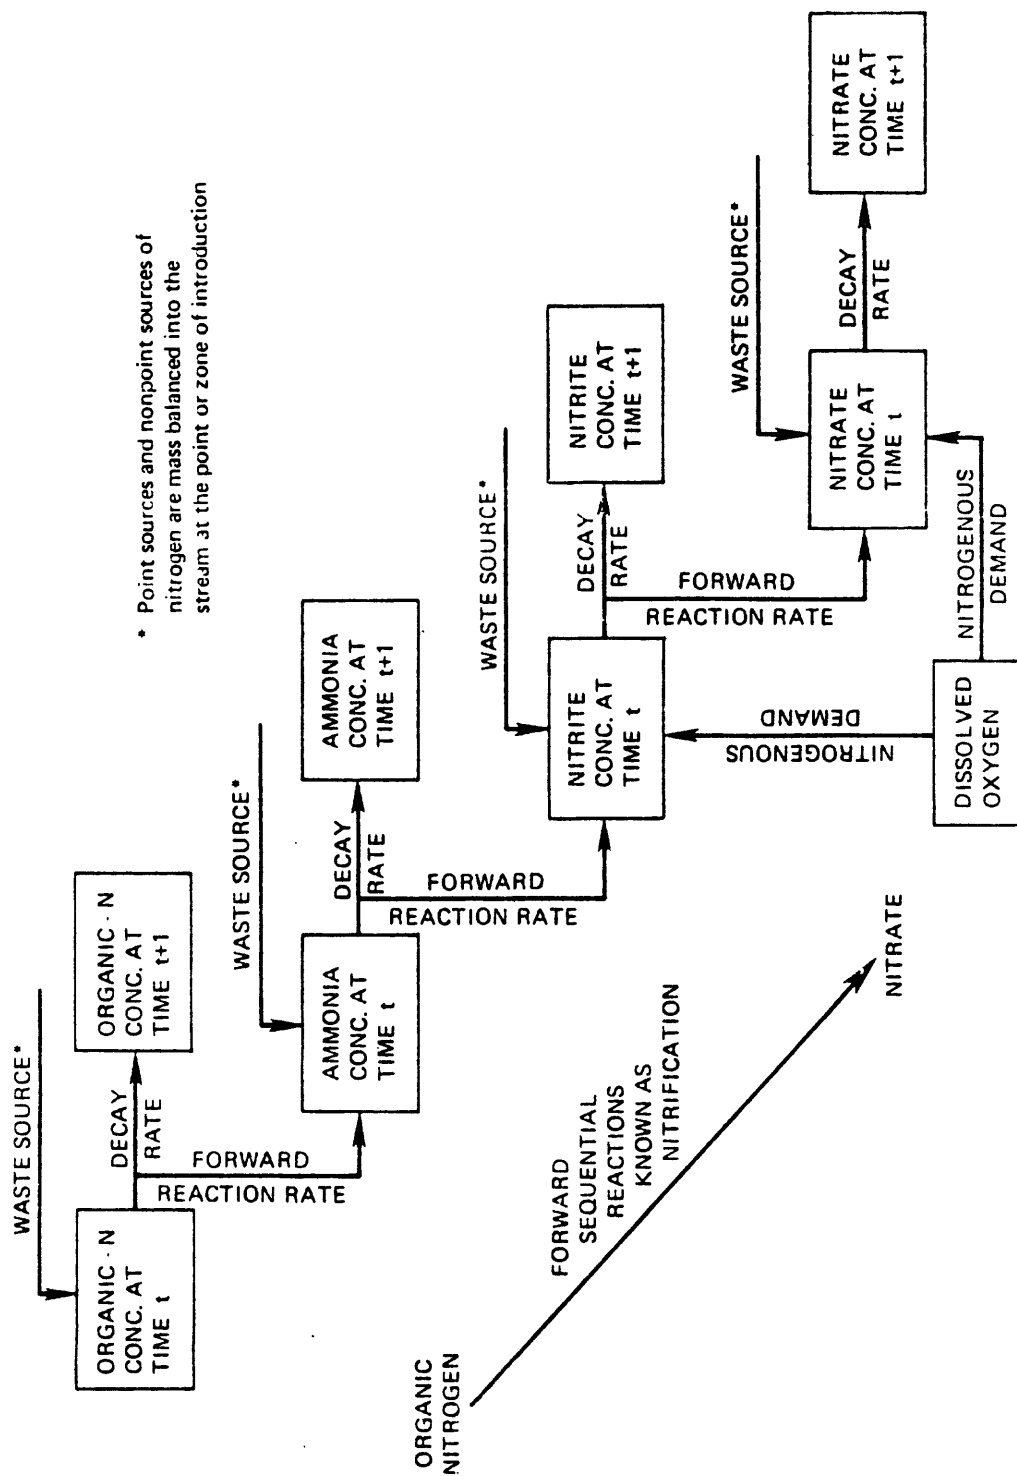 WASTE SOURCE*
ORGANIC - N
CONC. AT
TIME t
DECAY
RATE
ORGANIC - N
CONC. AT
TIME t+1
FORWARD
REACTION RATE
* Point sources and nonpoint sources of
nitrogen are mass balanced into the
stream at the point or zone of introduction
WASTE SOURCE*
AMMONIA
CONC. AT
TIME t
DECAY
RATE
AMMONIA
CONC. AT
TIME t+1
FORWARD
REACTION RATE
WASTE SOURCE*
NITRITE
CONC. AT
TIME t
DECAY
RATE
NITRITE
CONC. AT
TIME t+1
FORWARD
REACTION RATE
WASTE SOURCE*
NITRATE
CONC. AT
TIME t
DECAY
RATE
NITRATE
CONC. AT
TIME t+1
NITROGENOUS
DEMAND
NITROGENOUS
DEMAND
DISSOLVED
OXYGEN
ORGANIC
NITROGEN
FORWARD
SEQUENTIAL
REACTIONS
KNOWN AS
NITRIFICATION
NITRATE